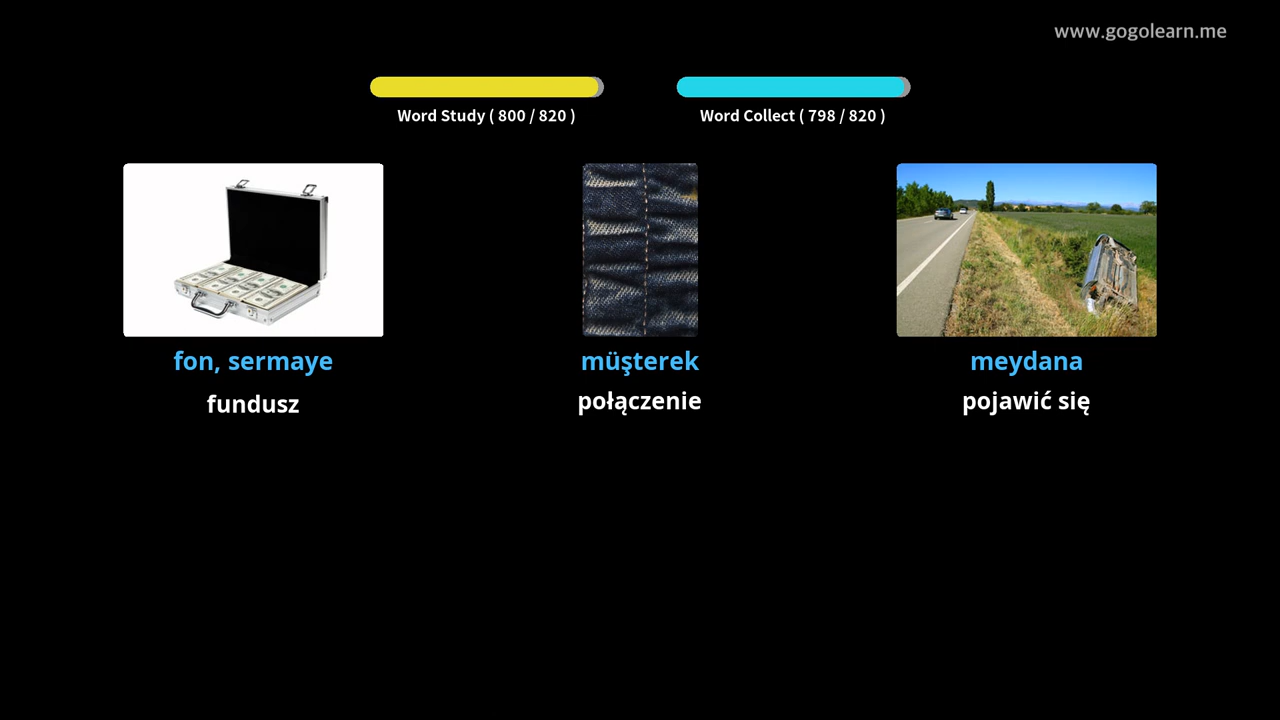 www.gogolearn.me
Word Study ( 800 / 820 )
Word Collect ( 798 / 820 )
fon, sermaye
müşterek
meydana
fundusz
połączenie
pojawić się